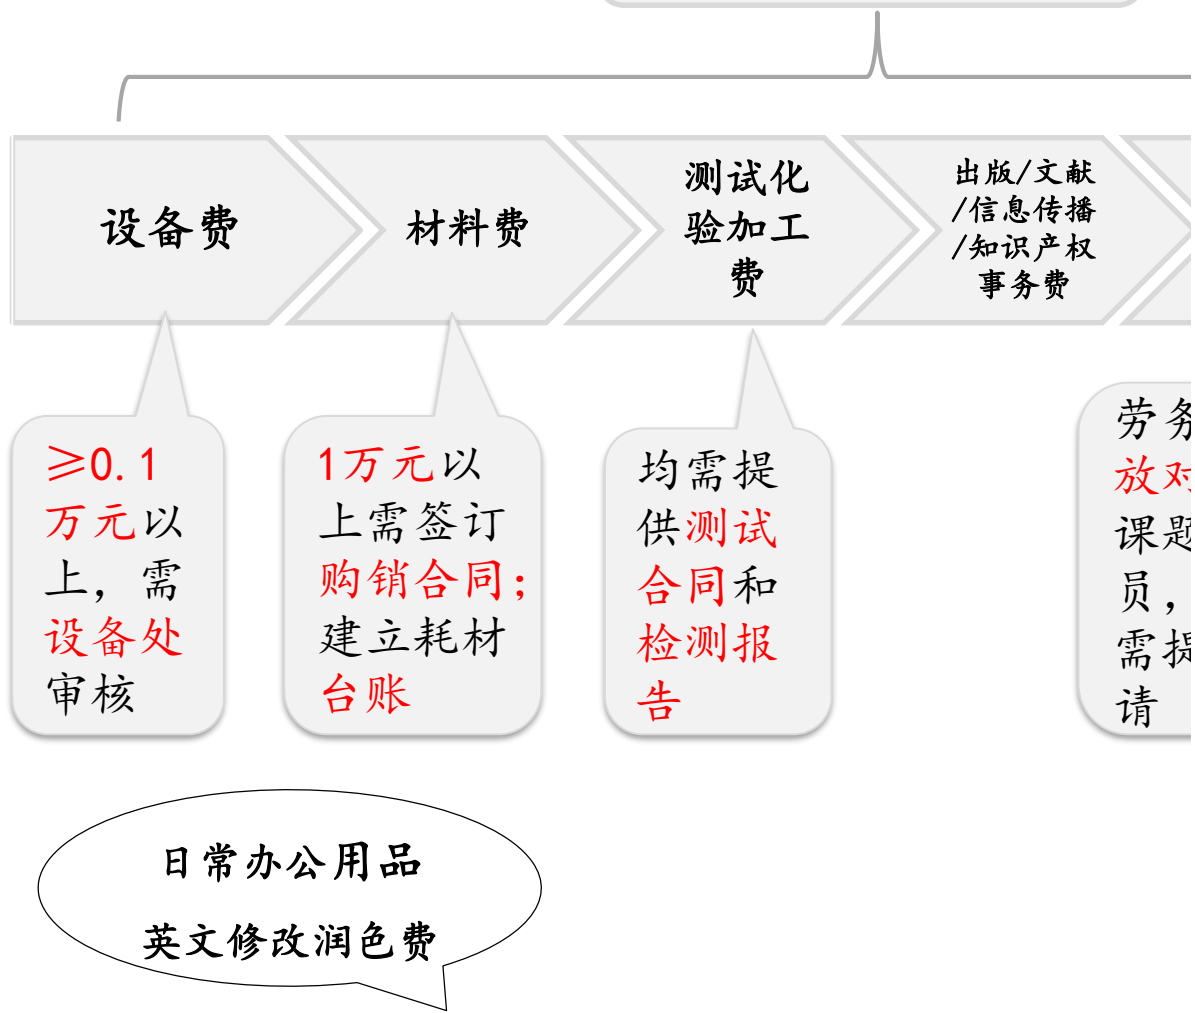 设备费
材料费
测试化
验加工
费
出版/文献
/信息传播
/知识产权
事务费
≥0.1
万元以
上，需
设备处
审核
1万元以
上需签订
购销合同；
建立耗材
台账
均需提
供测试
合同和
检测报
告
劳务
放对
课题
员，
需提
请
日常办公用品
英文修改润色费